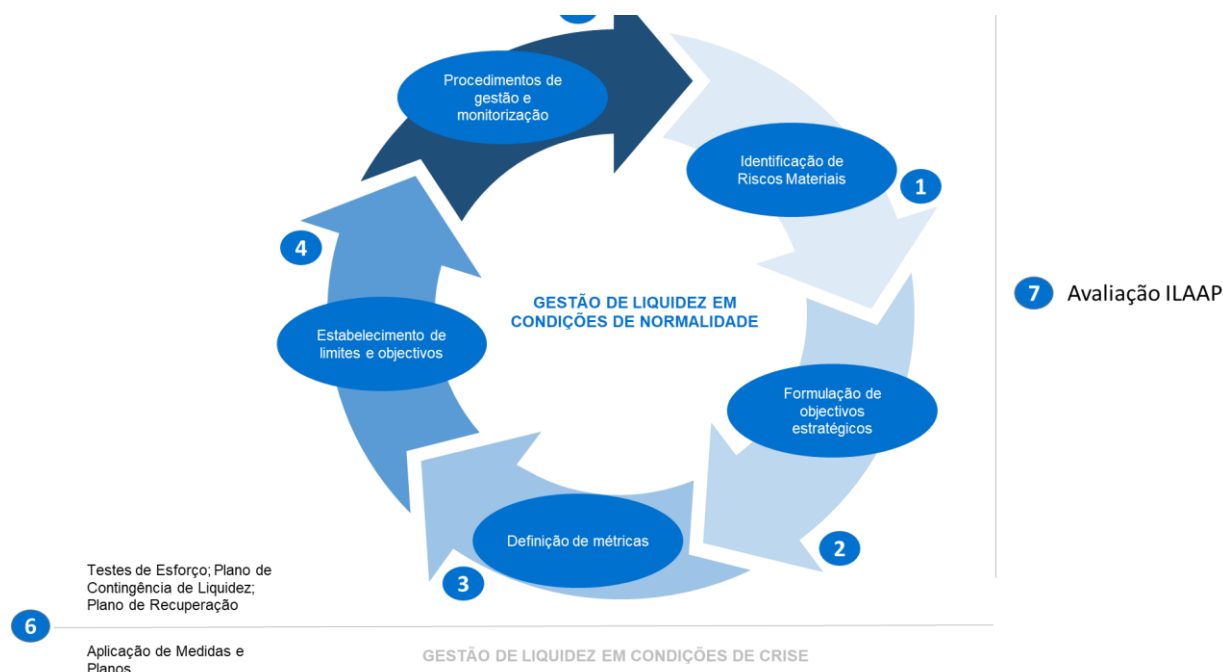 Procedimentos de
gestão e
monitorização
Identificação de
Riscos Materiais
1
4
GESTÃO DE LIQUIDEZ EM
CONDIÇÕES DE NORMALIDADE
7 Avaliação ILAAP
Estabelecimento de
limites e objectivos
Formulação de
objectivos
estratégicos
Definição de métricas
2
3
Testes de Esforço; Plano de
Contingência de Liquidez;
Plano de Recuperação
6
Aplicação de Medidas e
Planos
GESTÃO DE LIQUIDEZ EM CONDIÇÕES DE CRISE